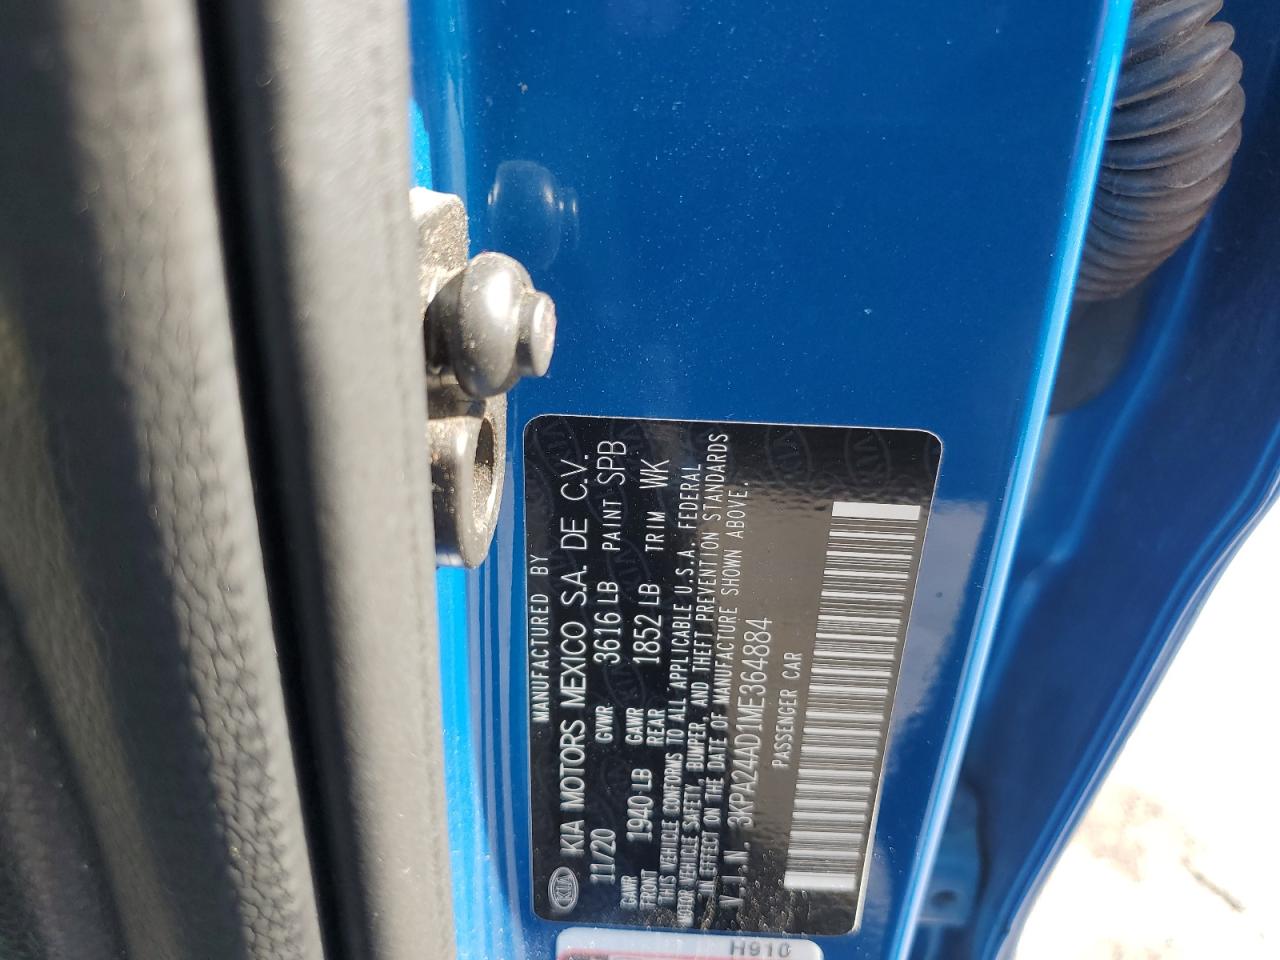 MANUFACTURED BY
KIA KIA MOTORS MEXICO S.A. DE C.V.
11/20 GVWR 3616 LB PAINT SPB
GAWR FRONT 1940 LB GAWR REAR 1852 LB TRIM WK
THIS VEHICLE CONFORMS TO ALL APPLICABLE U.S.A. FEDERAL
MOTOR VEHICLE SAFETY, BUMPER, AND THEFT PREVENTION STANDARDS
IN EFFECT ON THE DATE OF MANUFACTURE SHOWN ABOVE.
V.I.N. 3KPA24AD1ME364884
PASSENGER CAR
H910